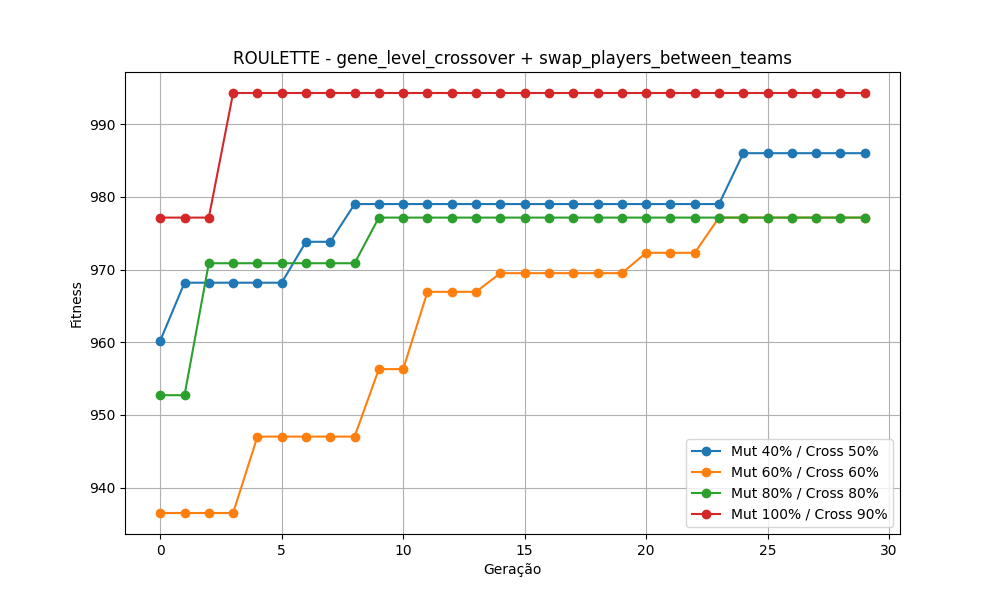 ROULETTE - gene_level_crossover + swap_players_between_teams
990
980
970
960
950
940
Fitness
0 5 10 15 20 25 30
Geração
Mut 40% / Cross 50%
Mut 60% / Cross 60%
Mut 80% / Cross 80%
Mut 100% / Cross 90%